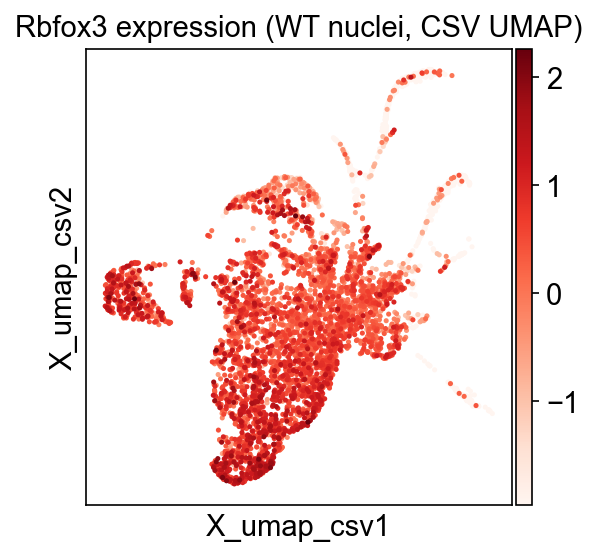 Rbfox3 expression (WT nuclei, CSV UMAP)
2
1
0
−1
X_umap_csv2
X_umap_csv1